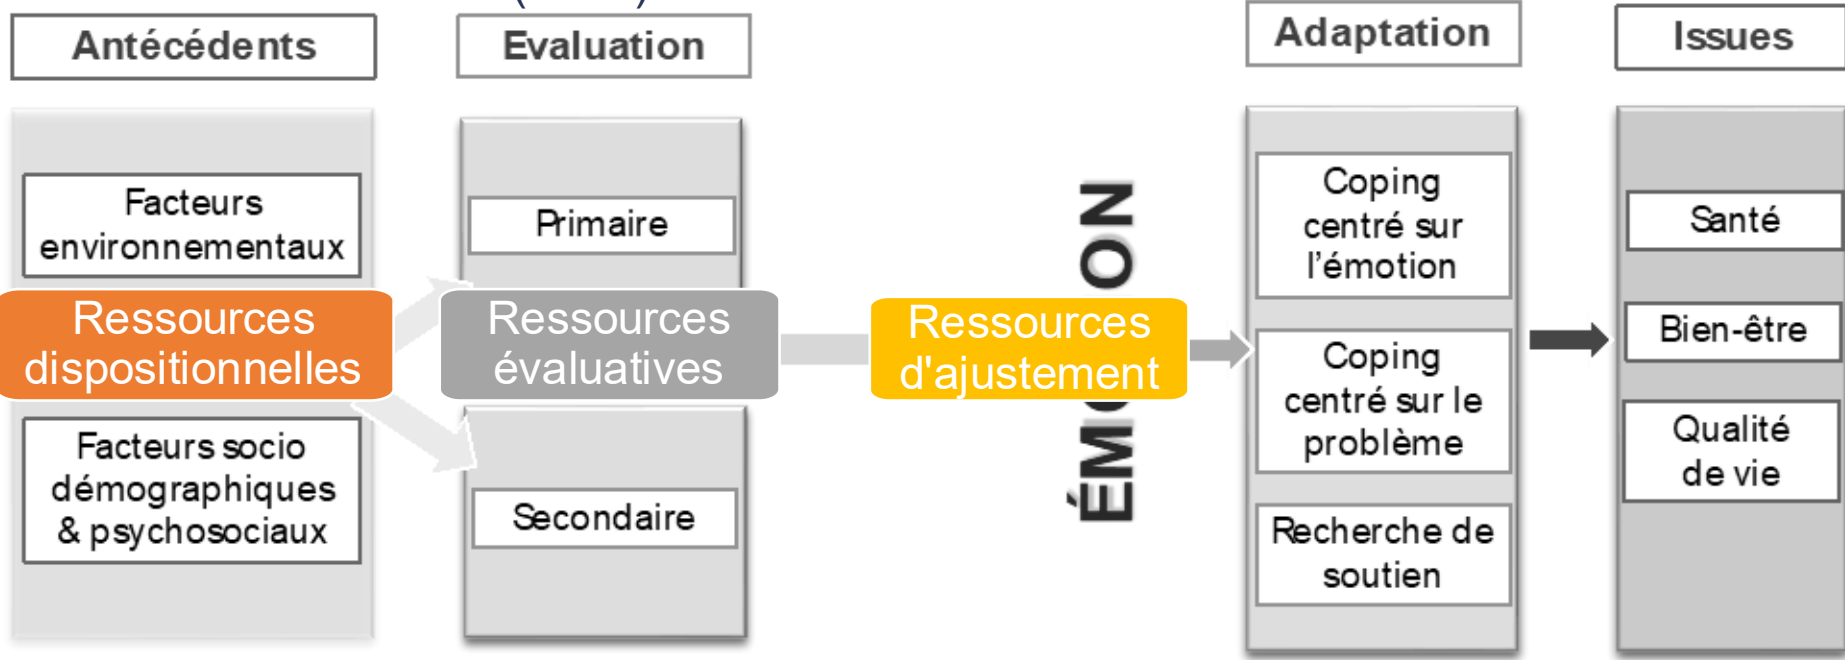 Antécédents
Evaluation
Adaptation
Issues
Facteurs
environnementaux
Ressources
dispositionnelles
Facteurs socio
démographiques
& psychosociaux
Primaire
Ressources
évaluatives
Secondaire
Ressources
d'ajustement
Coping
centré sur
l'émotion
Coping
centré sur le
problème
Recherche de
soutien
Santé
Bien-être
Qualité
de vie